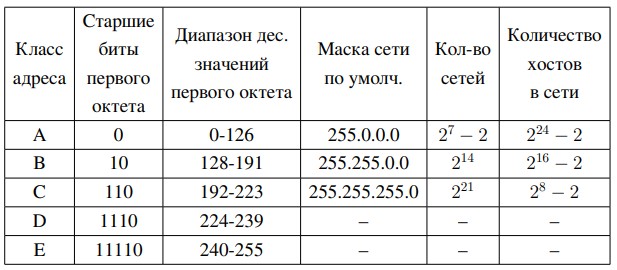 Класс адреса | Старшие биты первого октета | Диапазон дес. значений первого октета | Маска сети по умолч. | Кол-во сетей | Количество хостов в сети
A | 0 | 0-126 | 255.0.0.0 | 2^7 − 2 | 2^24 − 2
B | 10 | 128-191 | 255.255.0.0 | 2^14 | 2^16 − 2
C | 110 | 192-223 | 255.255.255.0 | 2^21 | 2^8 − 2
D | 1110 | 224-239 | – | – | –
E | 11110 | 240-255 | – | – | –